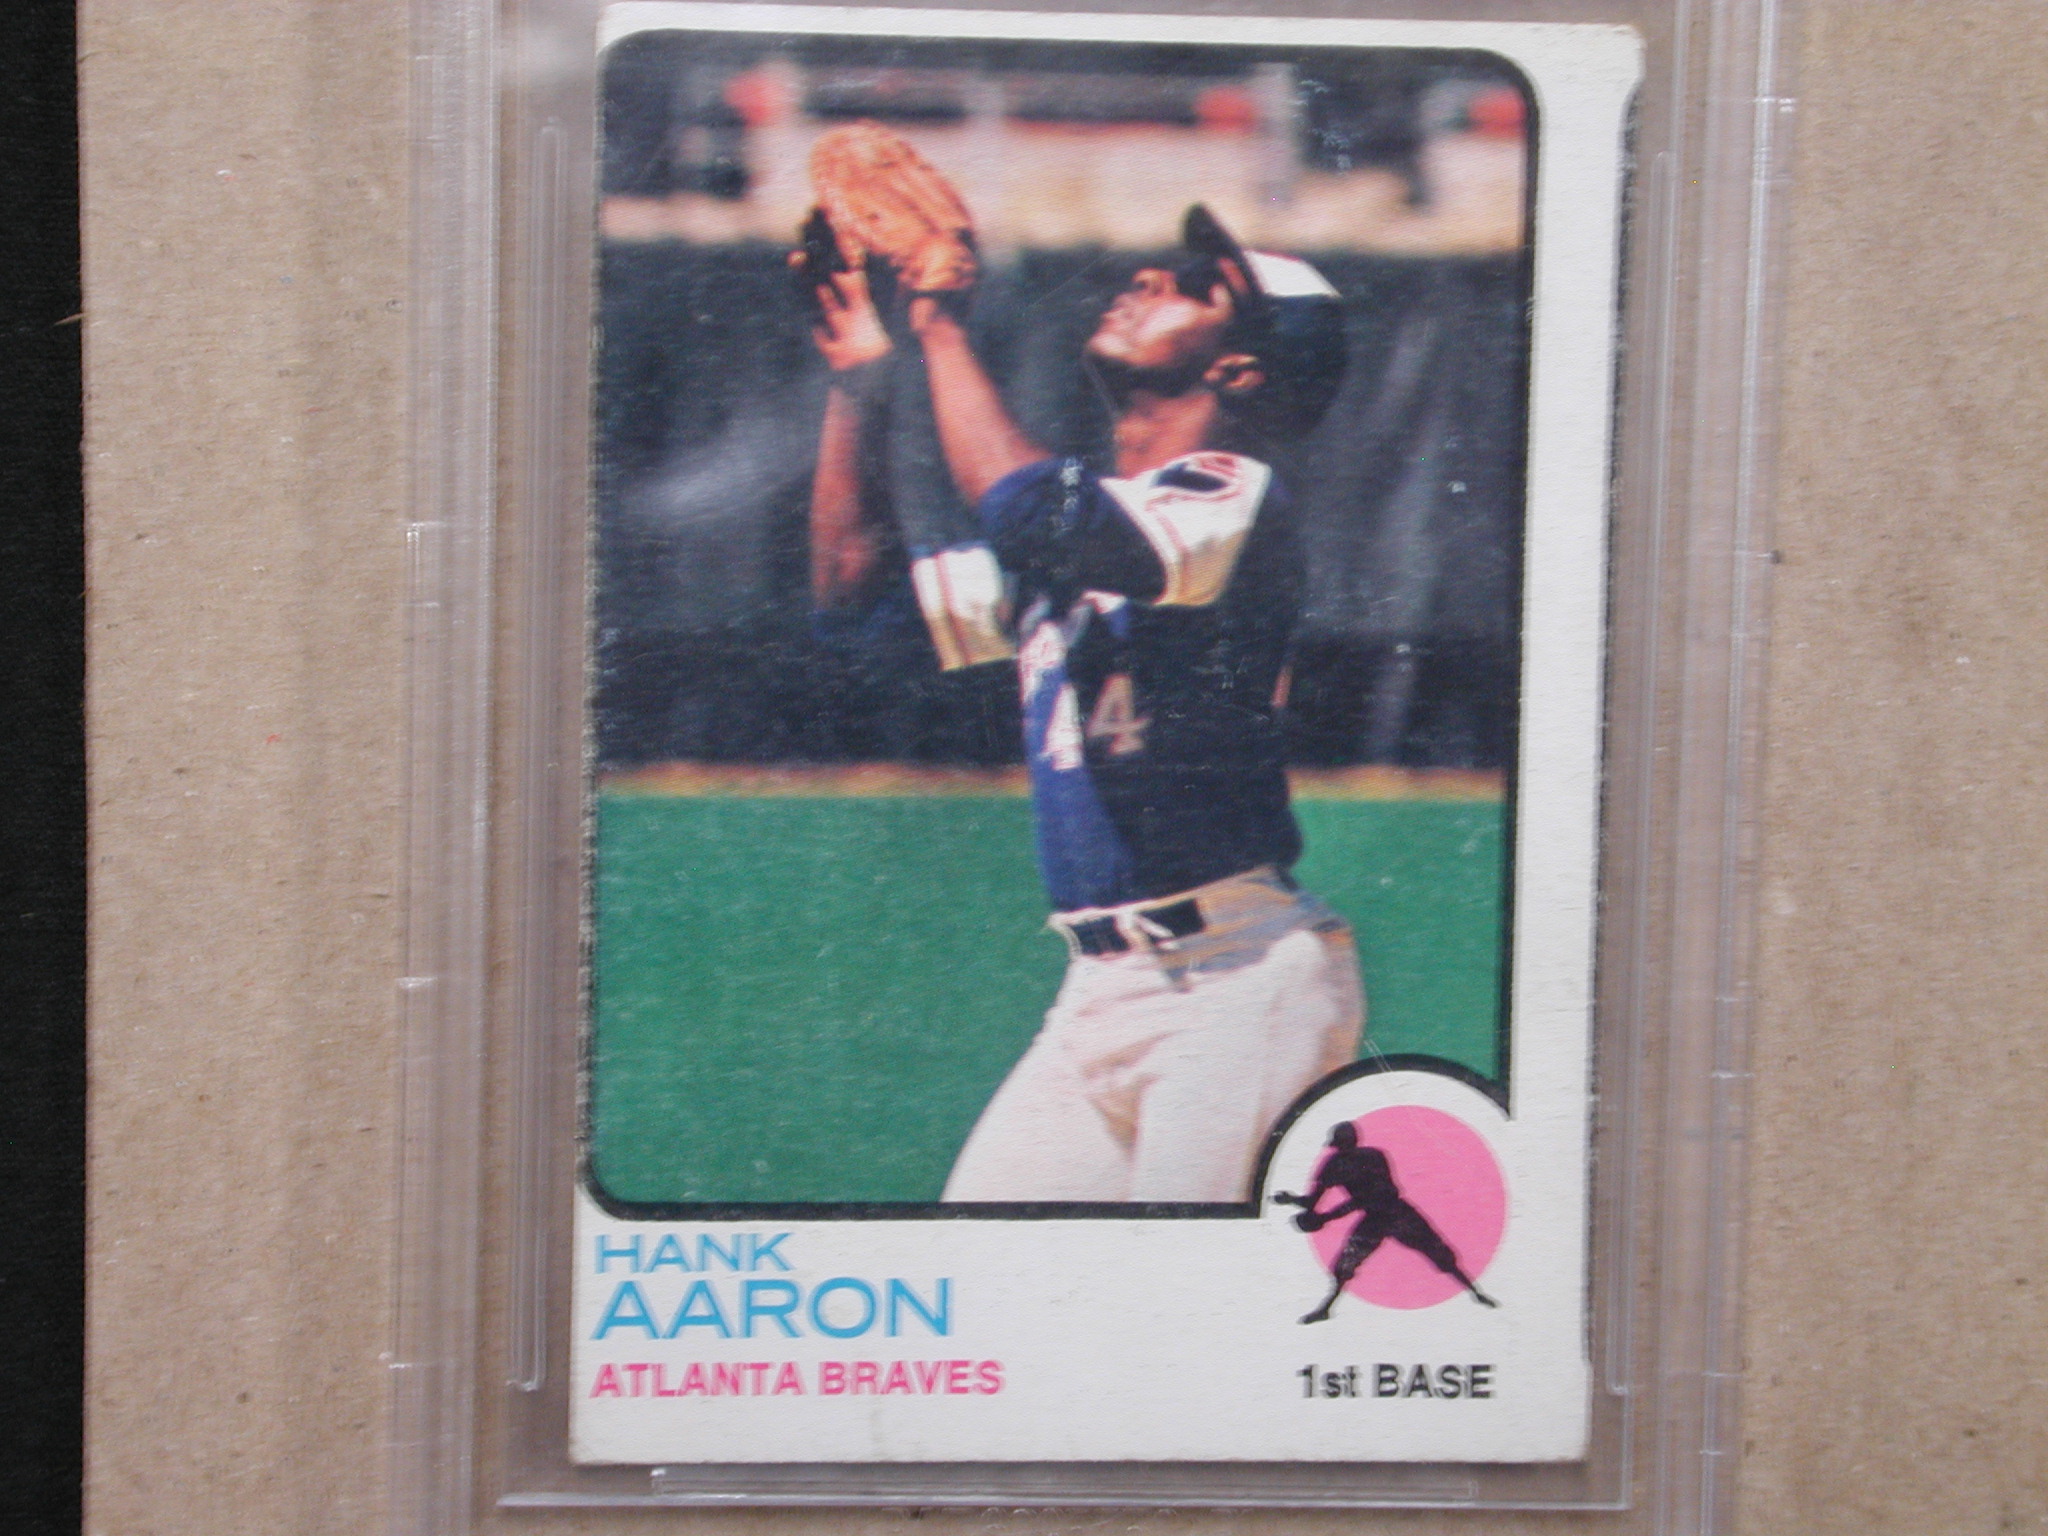 44
HANK
AARON
ATLANTA BRAVES
1st BASE